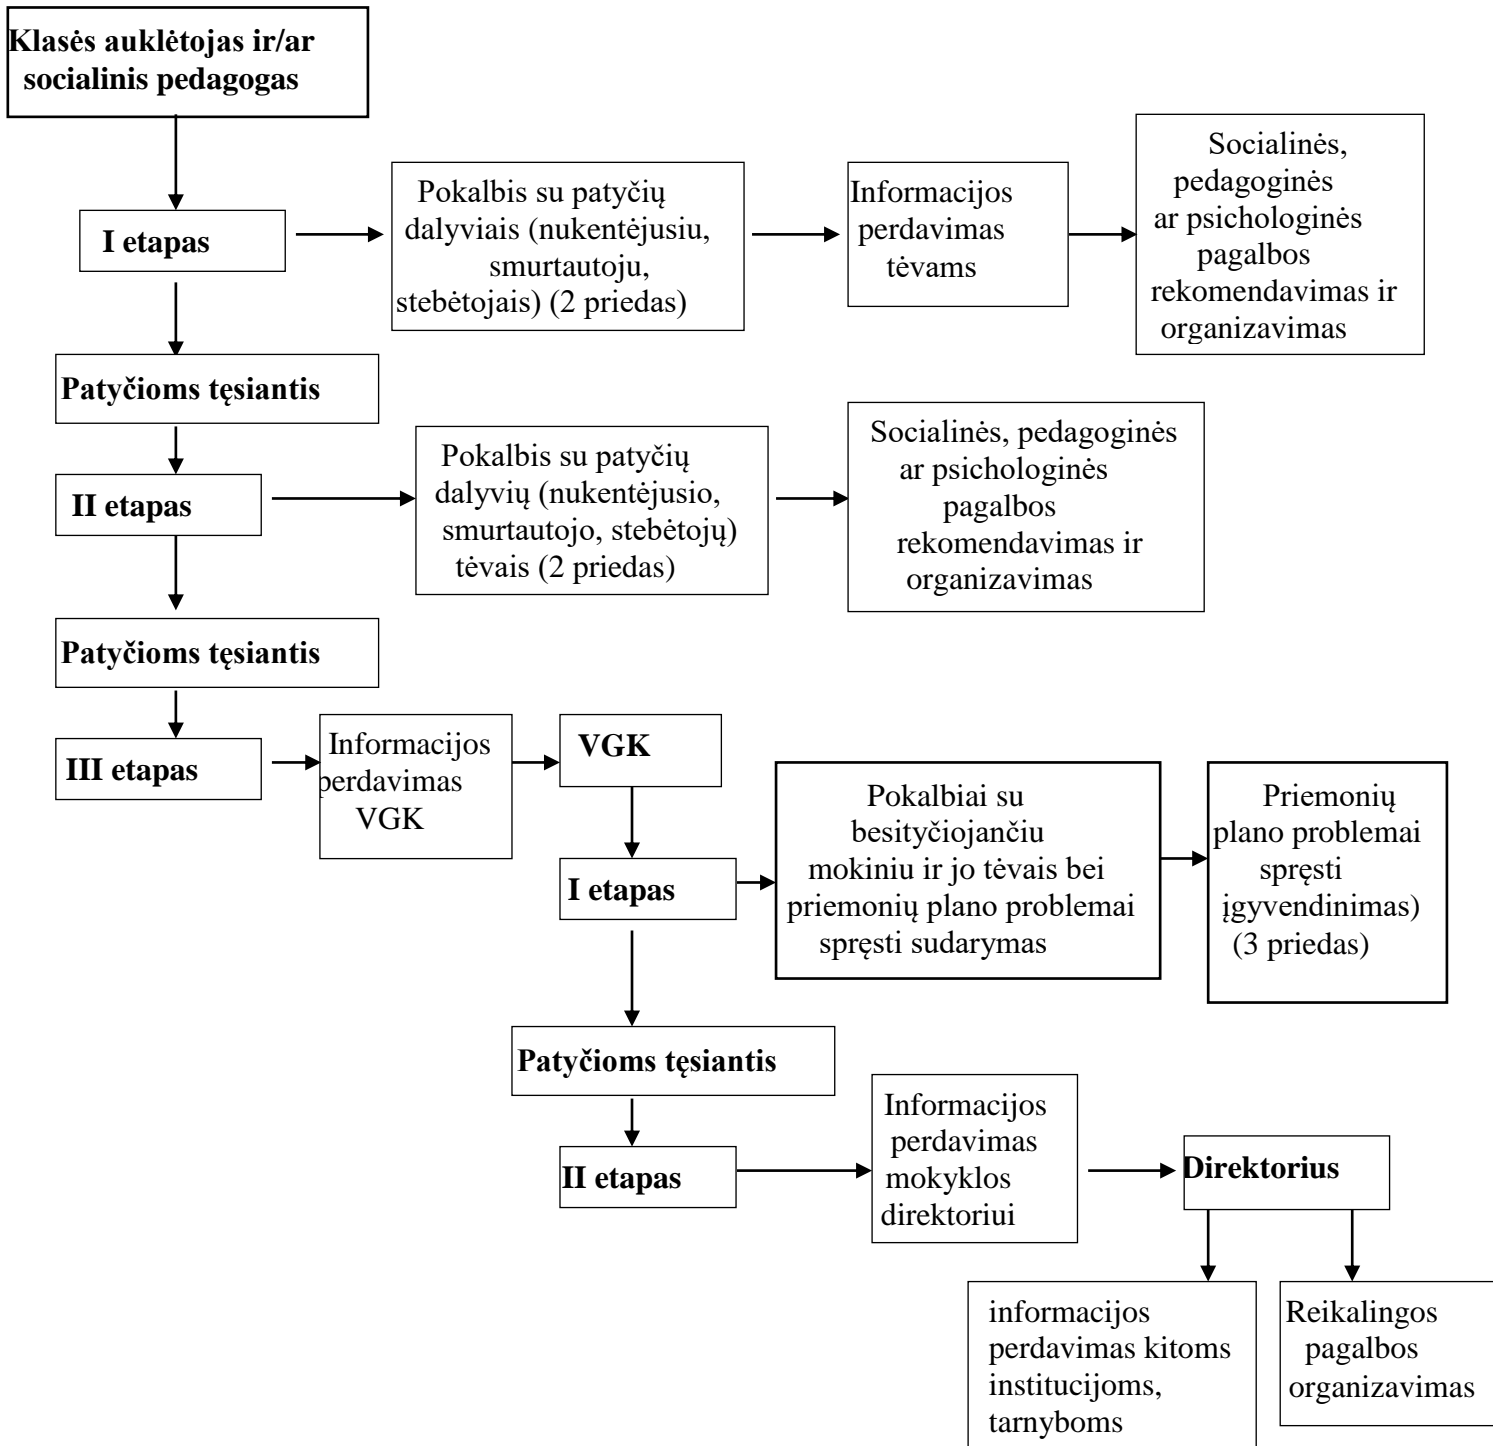 Klasės auklėtojas ir/ar
socialinis pedagogas
I etapas
Pokalbis su patyčių
dalyviais (nukentėjusiu,
smurtautoju,
stebėtojais) (2 priedas)
Informacijos
perdavimas
tėvams
Socialinės,
pedagoginės
ar psichologinės
pagalbos
rekomendavimas ir
organizavimas
Patyčioms tęsiantis
II etapas
Pokalbis su patyčių
dalyvių (nukentėjusio,
smurtautojo, stebėtojų)
tėvais (2 priedas)
Socialinės, pedagoginės
ar psichologinės
pagalbos
rekomendavimas ir
organizavimas
Patyčioms tęsiantis
III etapas
Informacijos
perdavimas
VGK
VGK
I etapas
Pokalbiai su
besityčiojančiu
mokiniu ir jo tėvais bei
priemonių plano problemai
spręsti sudarymas
Priemonių
plano problemai
spręsti
įgyvendinimas)
(3 priedas)
Patyčioms tęsiantis
II etapas
Informacijos
perdavimas
mokyklos
direktoriui
Direktorius
informacijos
perdavimas kitoms
institucijoms,
tarnyboms
Reikalingos
pagalbos
organizavimas